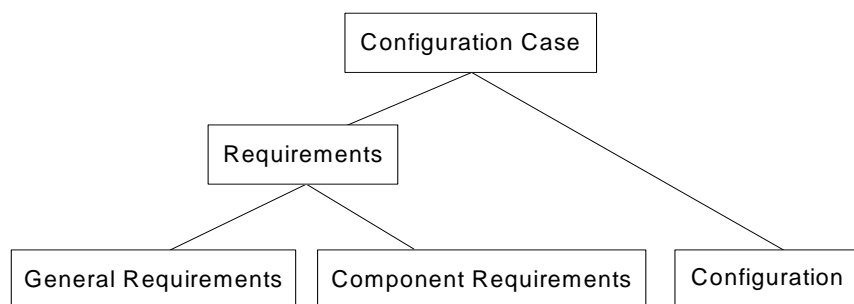 Configuration Case
Requirements
General Requirements
Component Requirements
Configuration